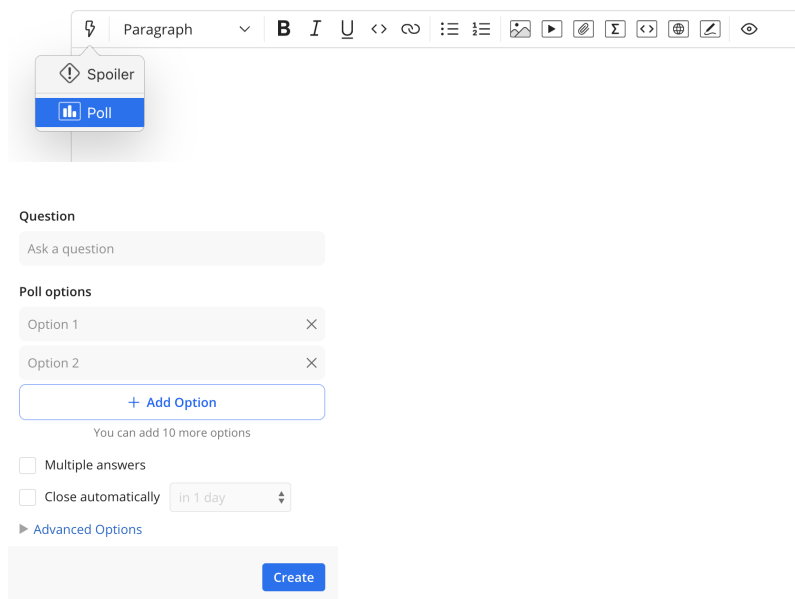 Paragraph
B I U
Spoiler
Poll
Question
Ask a question
Poll options
Option 1
Option 2
+ Add Option
You can add 10 more options
Multiple answers
Close automatically in 1 day
Advanced Options
Create